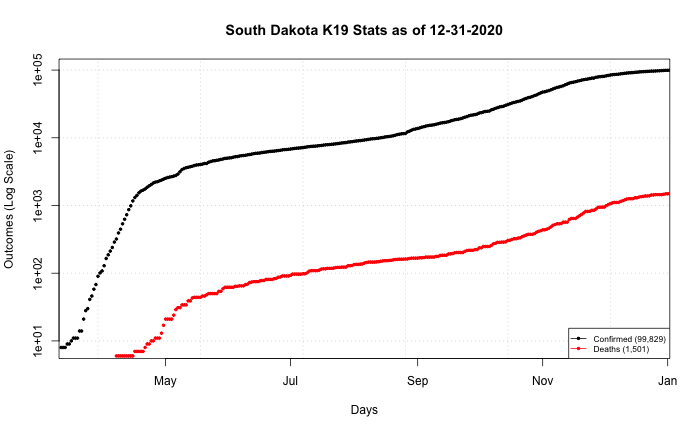 South Dakota K19 Stats as of 12-31-2020
Outcomes (Log Scale)
1e+05
1e+04
1e+03
1e+02
1e+01
Confirmed (99,829)
Deaths (1,501)
May Jul Sep Nov Jan
Days